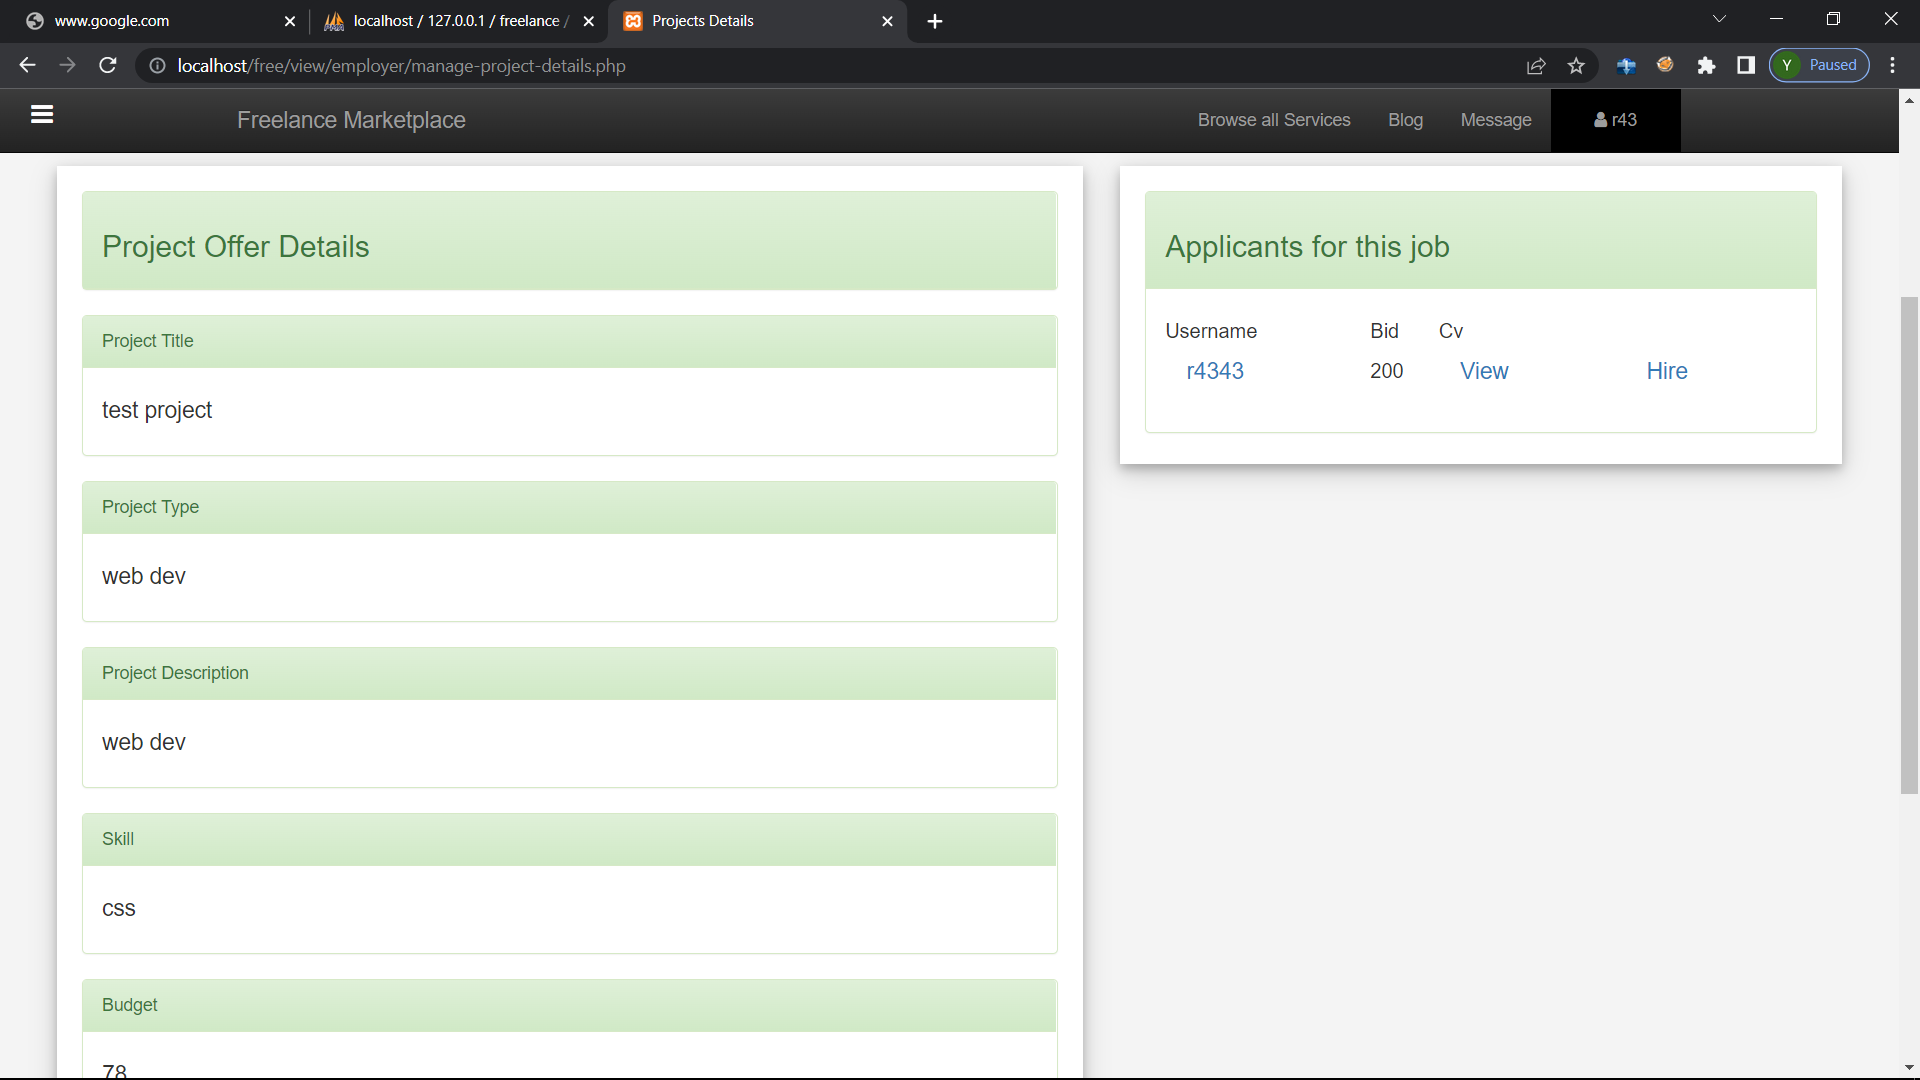 www.google.com
localhost / 127.0.0.1 / freelance /
Projects Details
localhost/free/view/employer/manage-project-details.php
Y Paused
Freelance Marketplace
Browse all Services
Blog
Message
r43
Project Offer Details
Project Title
test project
Project Type
web dev
Project Description
web dev
Skill
css
Budget
78
Applicants for this job
Username Bid Cv
r4343 200 View Hire